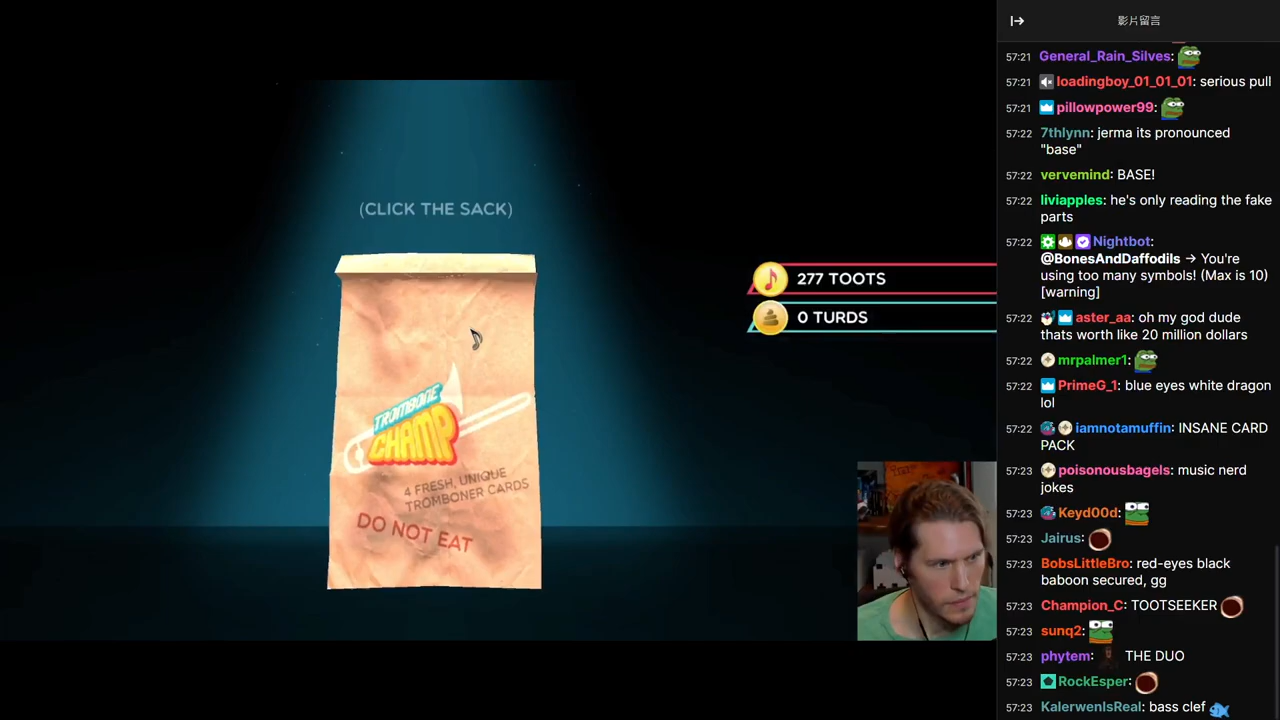 影片留言
(CLICK THE SACK)
277 TOOTS
0 TURDS
TROMBONE
CHAMP
4 FRESH, UNIQUE
TROMBONER CARDS
DO NOT EAT
57:21 General_Rain_Silves:
57:21 loadingboy_01_01_01: serious pull
57:21 pillowpower99:
57:22 7thlynn: jerma its pronounced
"base"
57:22 vervemind: BASE!
57:22 liviapples: he's only reading the fake
parts
57:22 Nightbot:
@BonesAndDaffodils → You're
using too many symbols! (Max is 10)
[warning]
57:22 aster_aa: oh my god dude
thats worth like 20 million dollars
57:22 mrpalmer1:
57:22 PrimeG_1: blue eyes white dragon
lol
57:22 iamnotamuffin: INSANE CARD
PACK
57:23 poisonousbagels: music nerd
jokes
57:23 Keyd00d:
57:23 Jairus:
57:23 BobsLittleBro: red-eyes black
baboon secured, gg
57:23 Champion_C: TOOTSEEKER
57:23 sunq2:
57:23 phytem: THE DUO
57:23 RockEsper:
57:23 KalerwenIsReal: bass clef